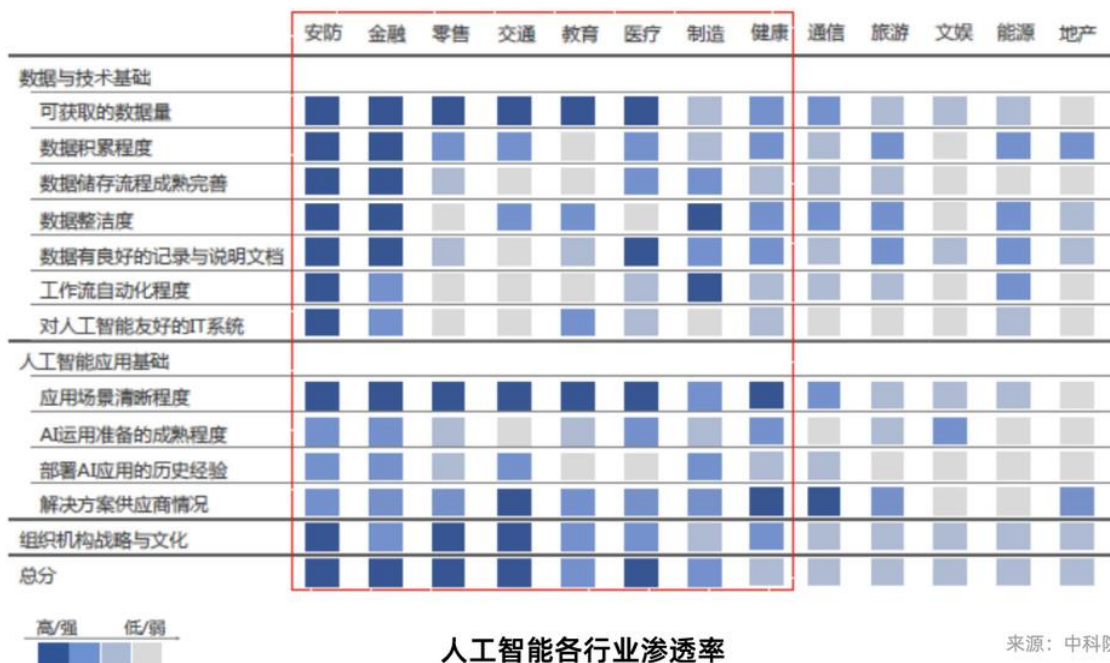 安防 金融 零售 交通 教育 医疗 制造 健康 通信 旅游 文娱 能源 地产
数据与技术基础
可获取的数据量
数据积累程度
数据储存流程成熟完善
数据整洁度
数据有良好的记录与说明文档
工作流自动化程度
对人工智能友好的IT系统
人工智能应用基础
应用场景清晰程度
AI运用准备的成熟程度
部署AI应用的历史经验
解决方案供应商情况
组织机构战略与文化
总分
高/强 低/弱
人工智能各行业渗透率
来源：中科院